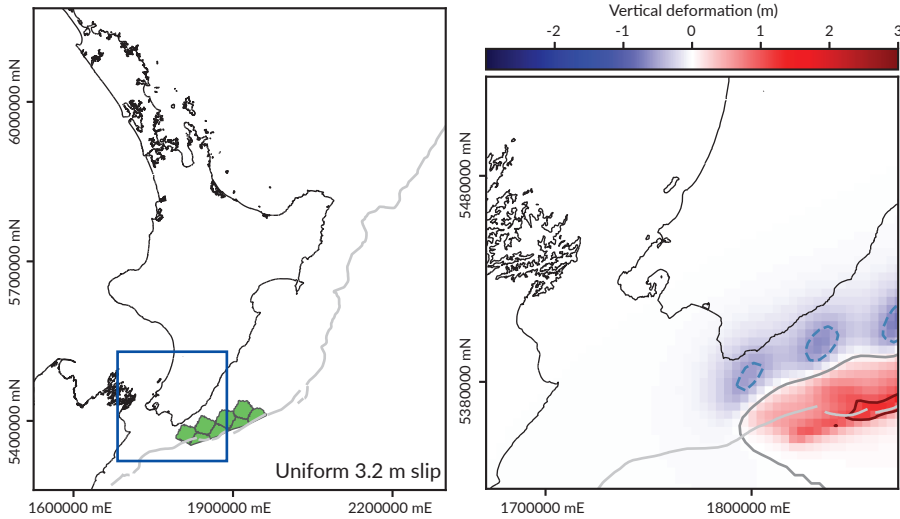 Vertical deformation (m)
-2 -1 0 1 2 3
6000000 mN
5700000 mN
5400000 mN
Uniform 3.2 m slip
1600000 mE 1900000 mE 2200000 mE
5480000 mN
5380000 mN
1700000 mE 1800000 mE